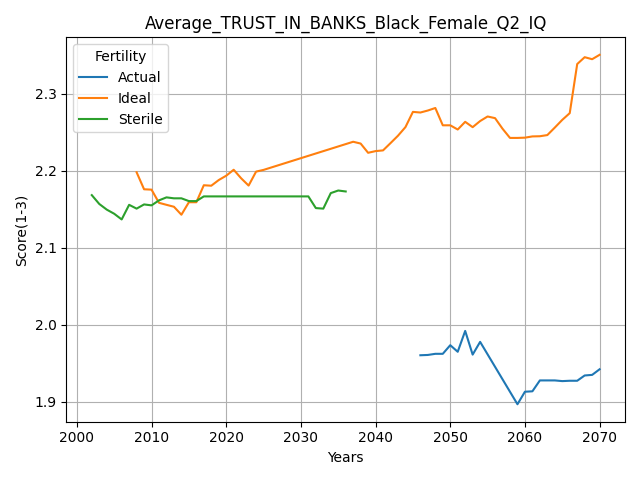 Average_TRUST_IN_BANKS_Black_Female_Q2_IQ
Fertility
Actual
Ideal
Sterile
Score(1-3)
2.3
2.2
2.1
2.0
1.9
2000 2010 2020 2030 2040 2050 2060 2070
Years